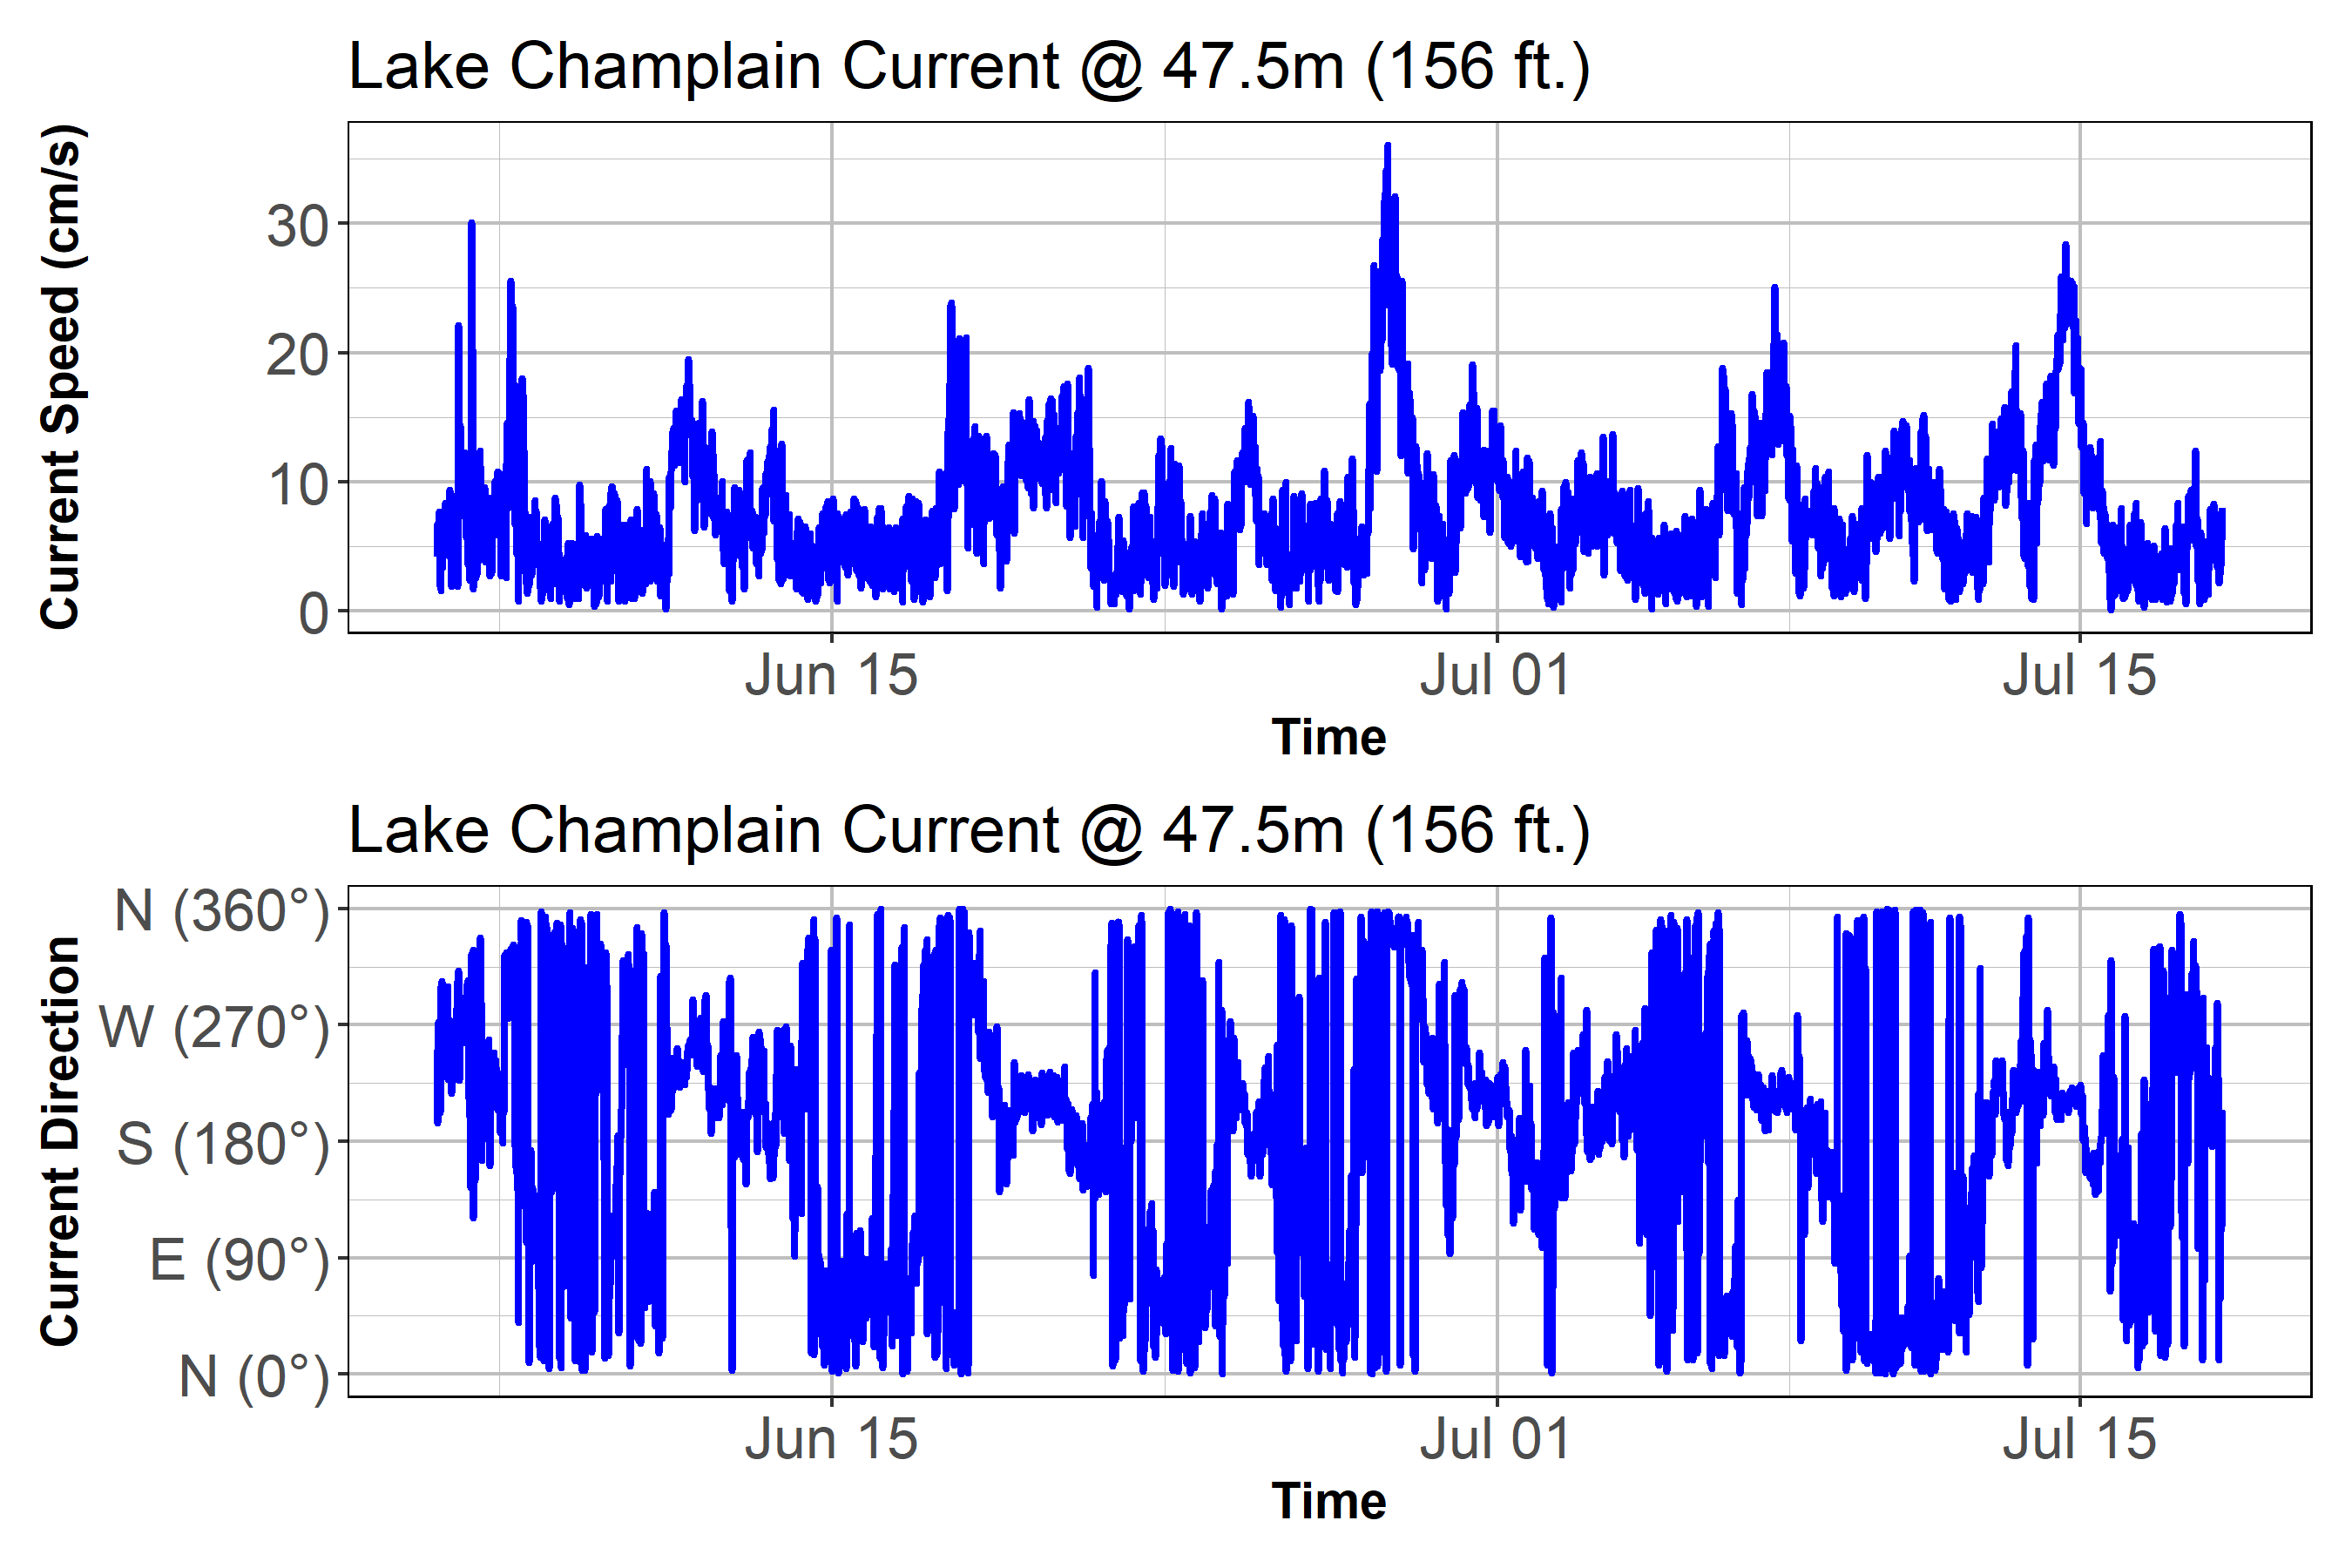 Lake Champlain Current @ 47.5m (156 ft.)
Current Speed (cm/s)
30
20
10
0
Jun 15
Jul 01
Jul 15
Time
Lake Champlain Current @ 47.5m (156 ft.)
Current Direction
N (360°)
W (270°)
S (180°)
E (90°)
N (0°)
Jun 15
Jul 01
Jul 15
Time